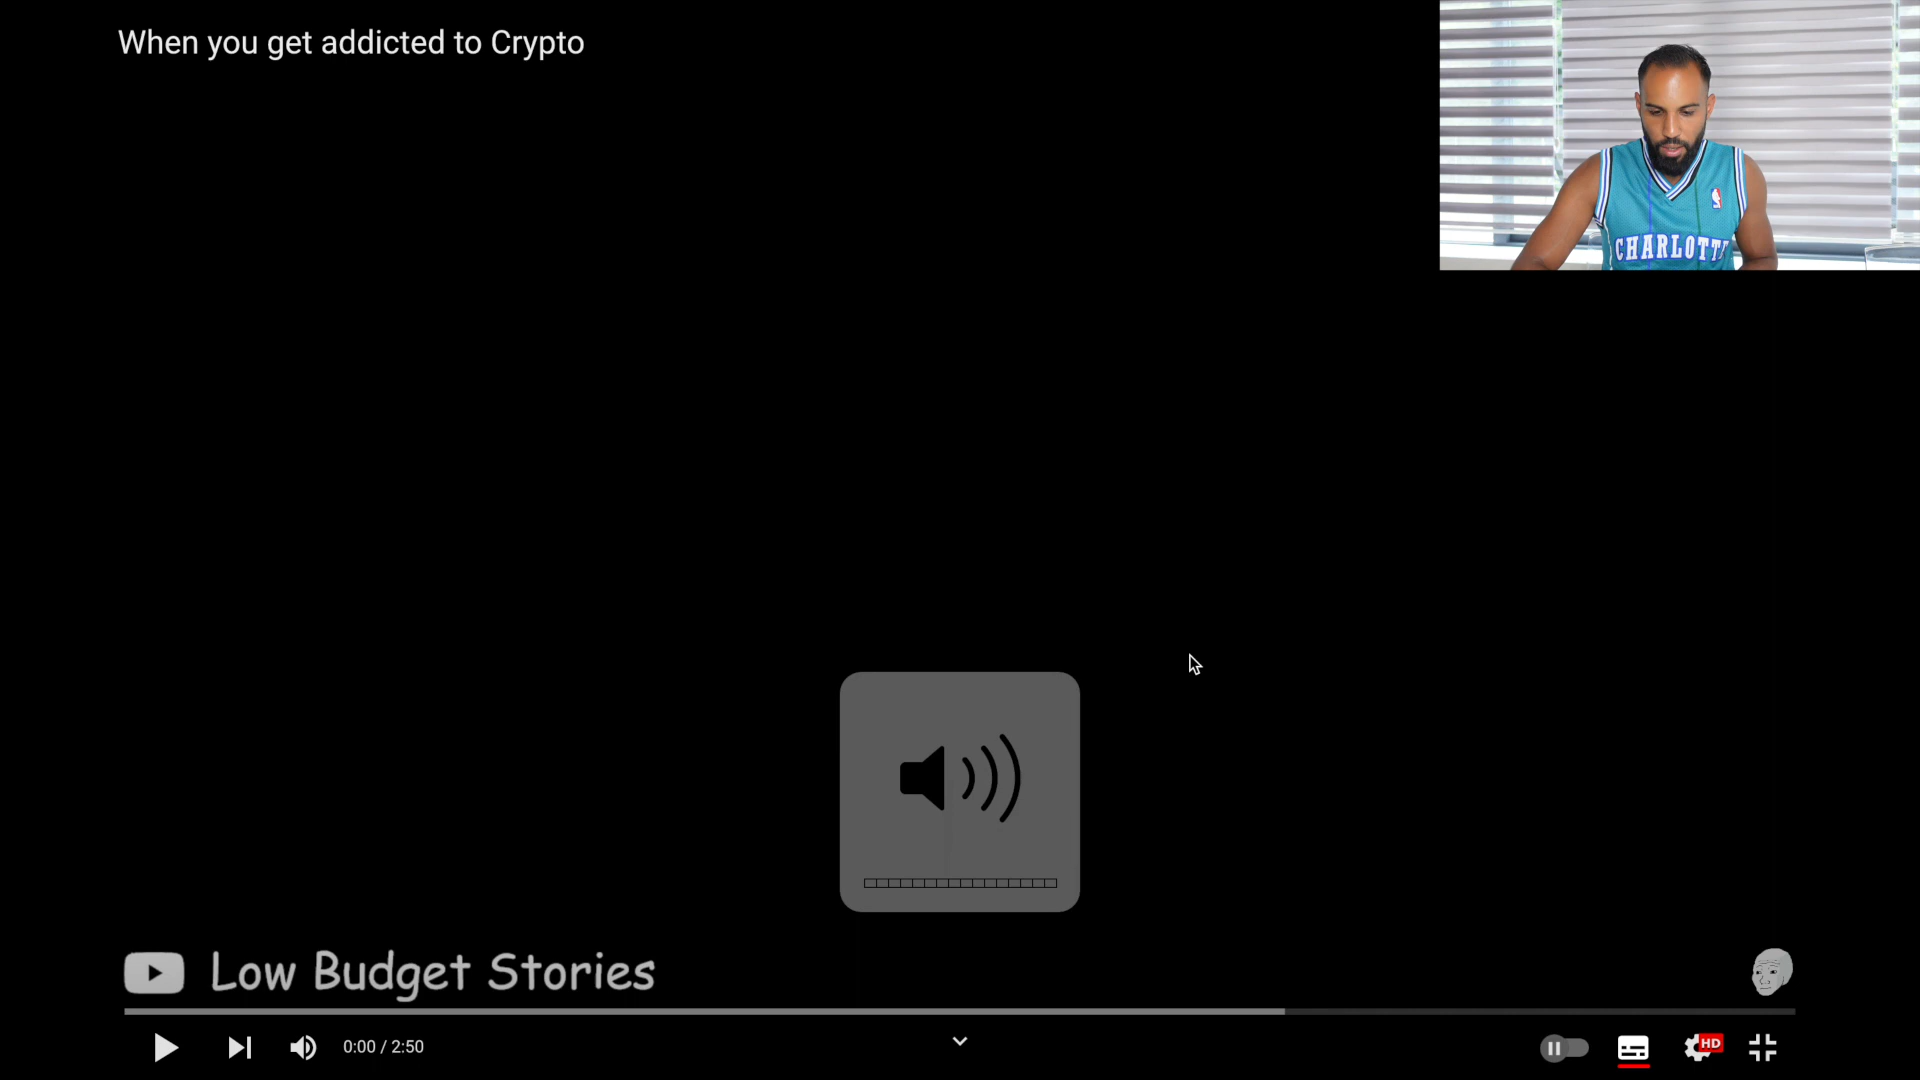 When you get addicted to Crypto
CHARLOTTE
Low Budget Stories
0:00 / 2:50
HD